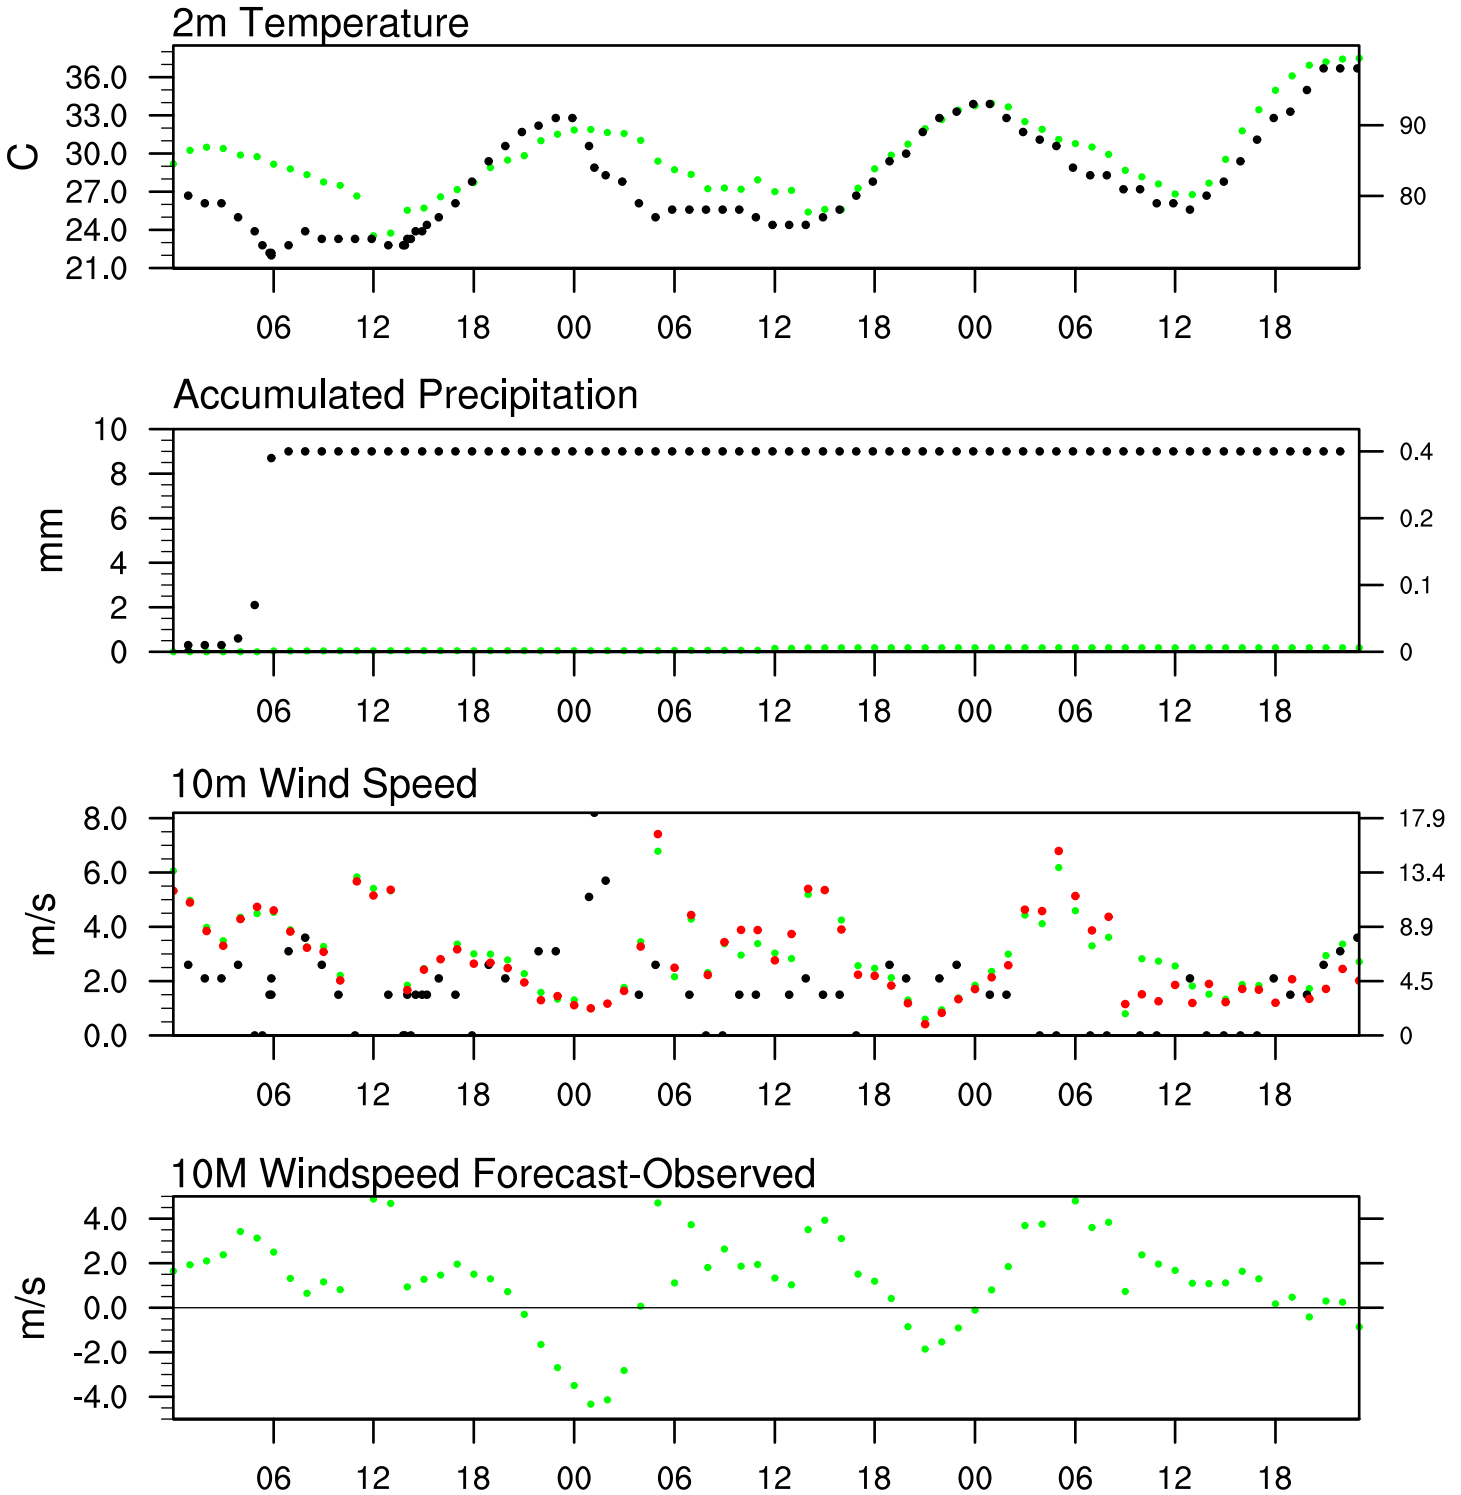 2m Temperature
36.0
33.0
30.0
27.0
24.0
21.0
C
90
80
06 12 18 00 06 12 18 00 06 12 18
Accumulated Precipitation
10
8
6
4
2
0
mm
0.4
0.2
0.1
0
06 12 18 00 06 12 18 00 06 12 18
10m Wind Speed
8.0
6.0
4.0
2.0
0.0
m/s
17.9
13.4
8.9
4.5
0
06 12 18 00 06 12 18 00 06 12 18
10M Windspeed Forecast-Observed
4.0
2.0
0.0
-2.0
-4.0
m/s
06 12 18 00 06 12 18 00 06 12 18